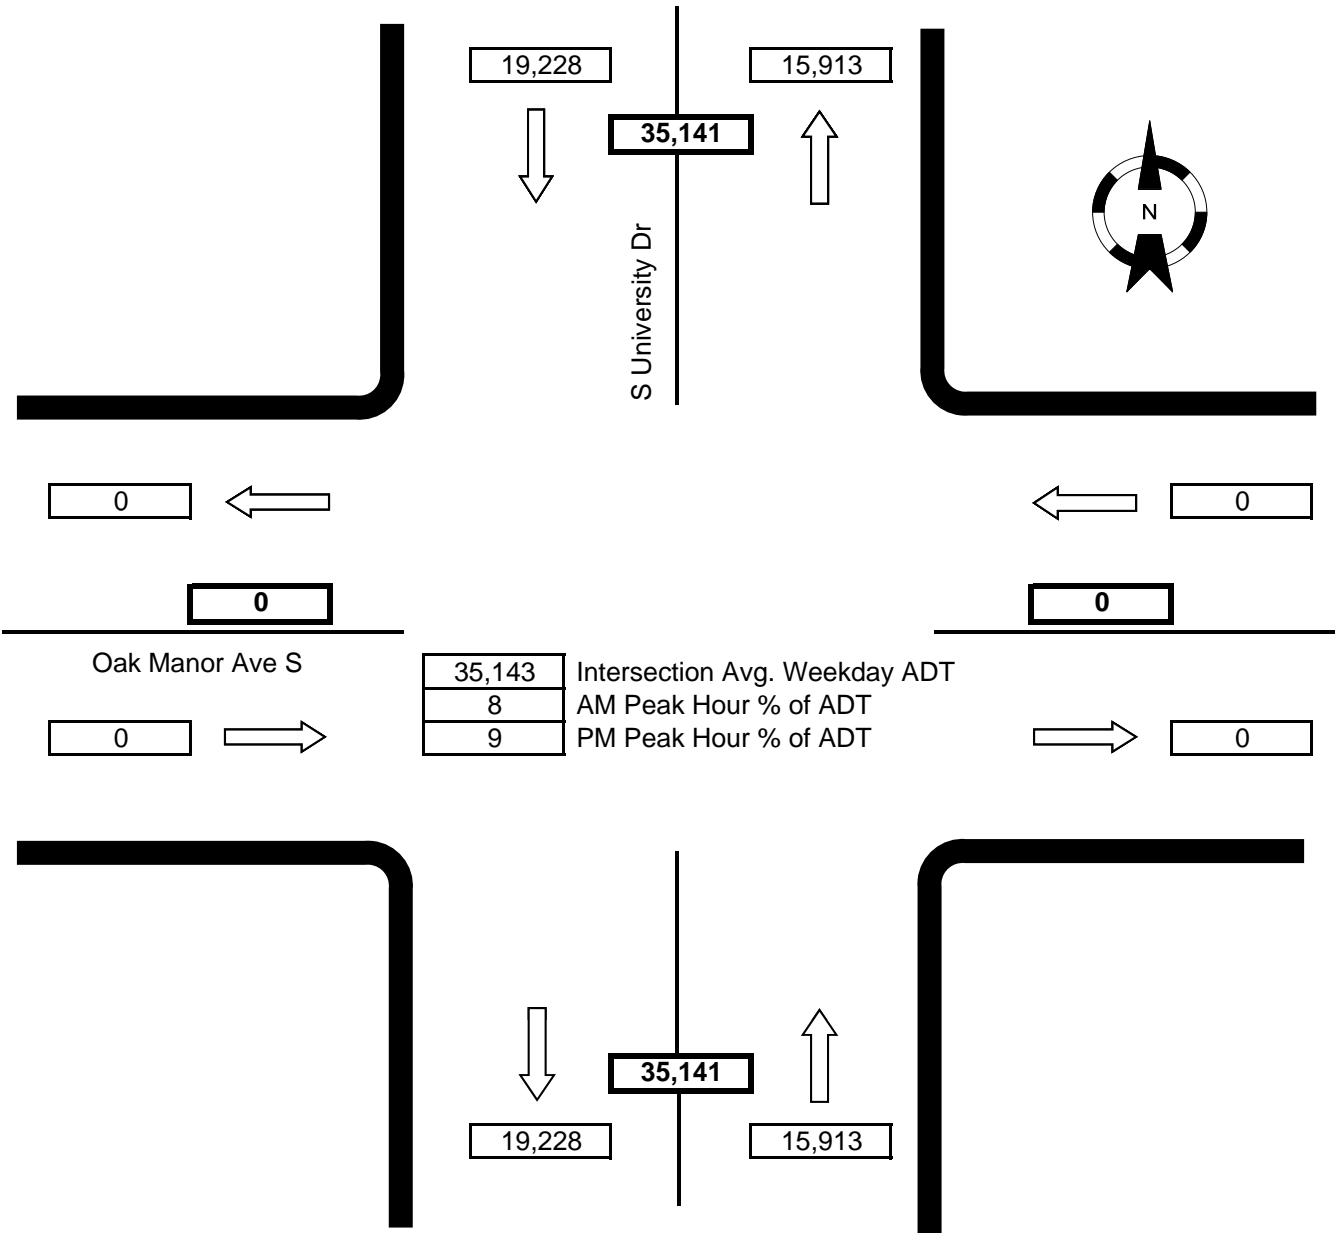 19,228
15,913
35,141
S University Dr
N
0
0
0
0
Oak Manor Ave S
35,143 Intersection Avg. Weekday ADT
8 AM Peak Hour % of ADT
9 PM Peak Hour % of ADT
0
0
35,141
19,228
15,913